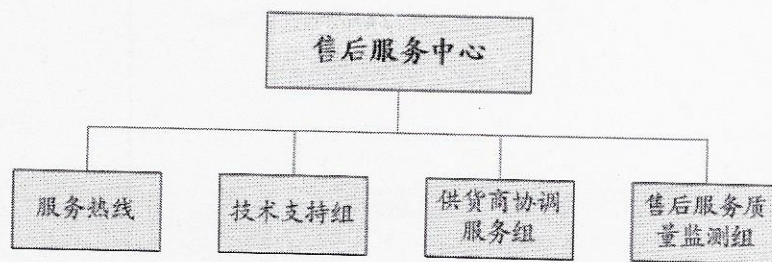 售后服务中心
服务热线
技术支持组
供货商协调
服务组
售后服务质
量监测组